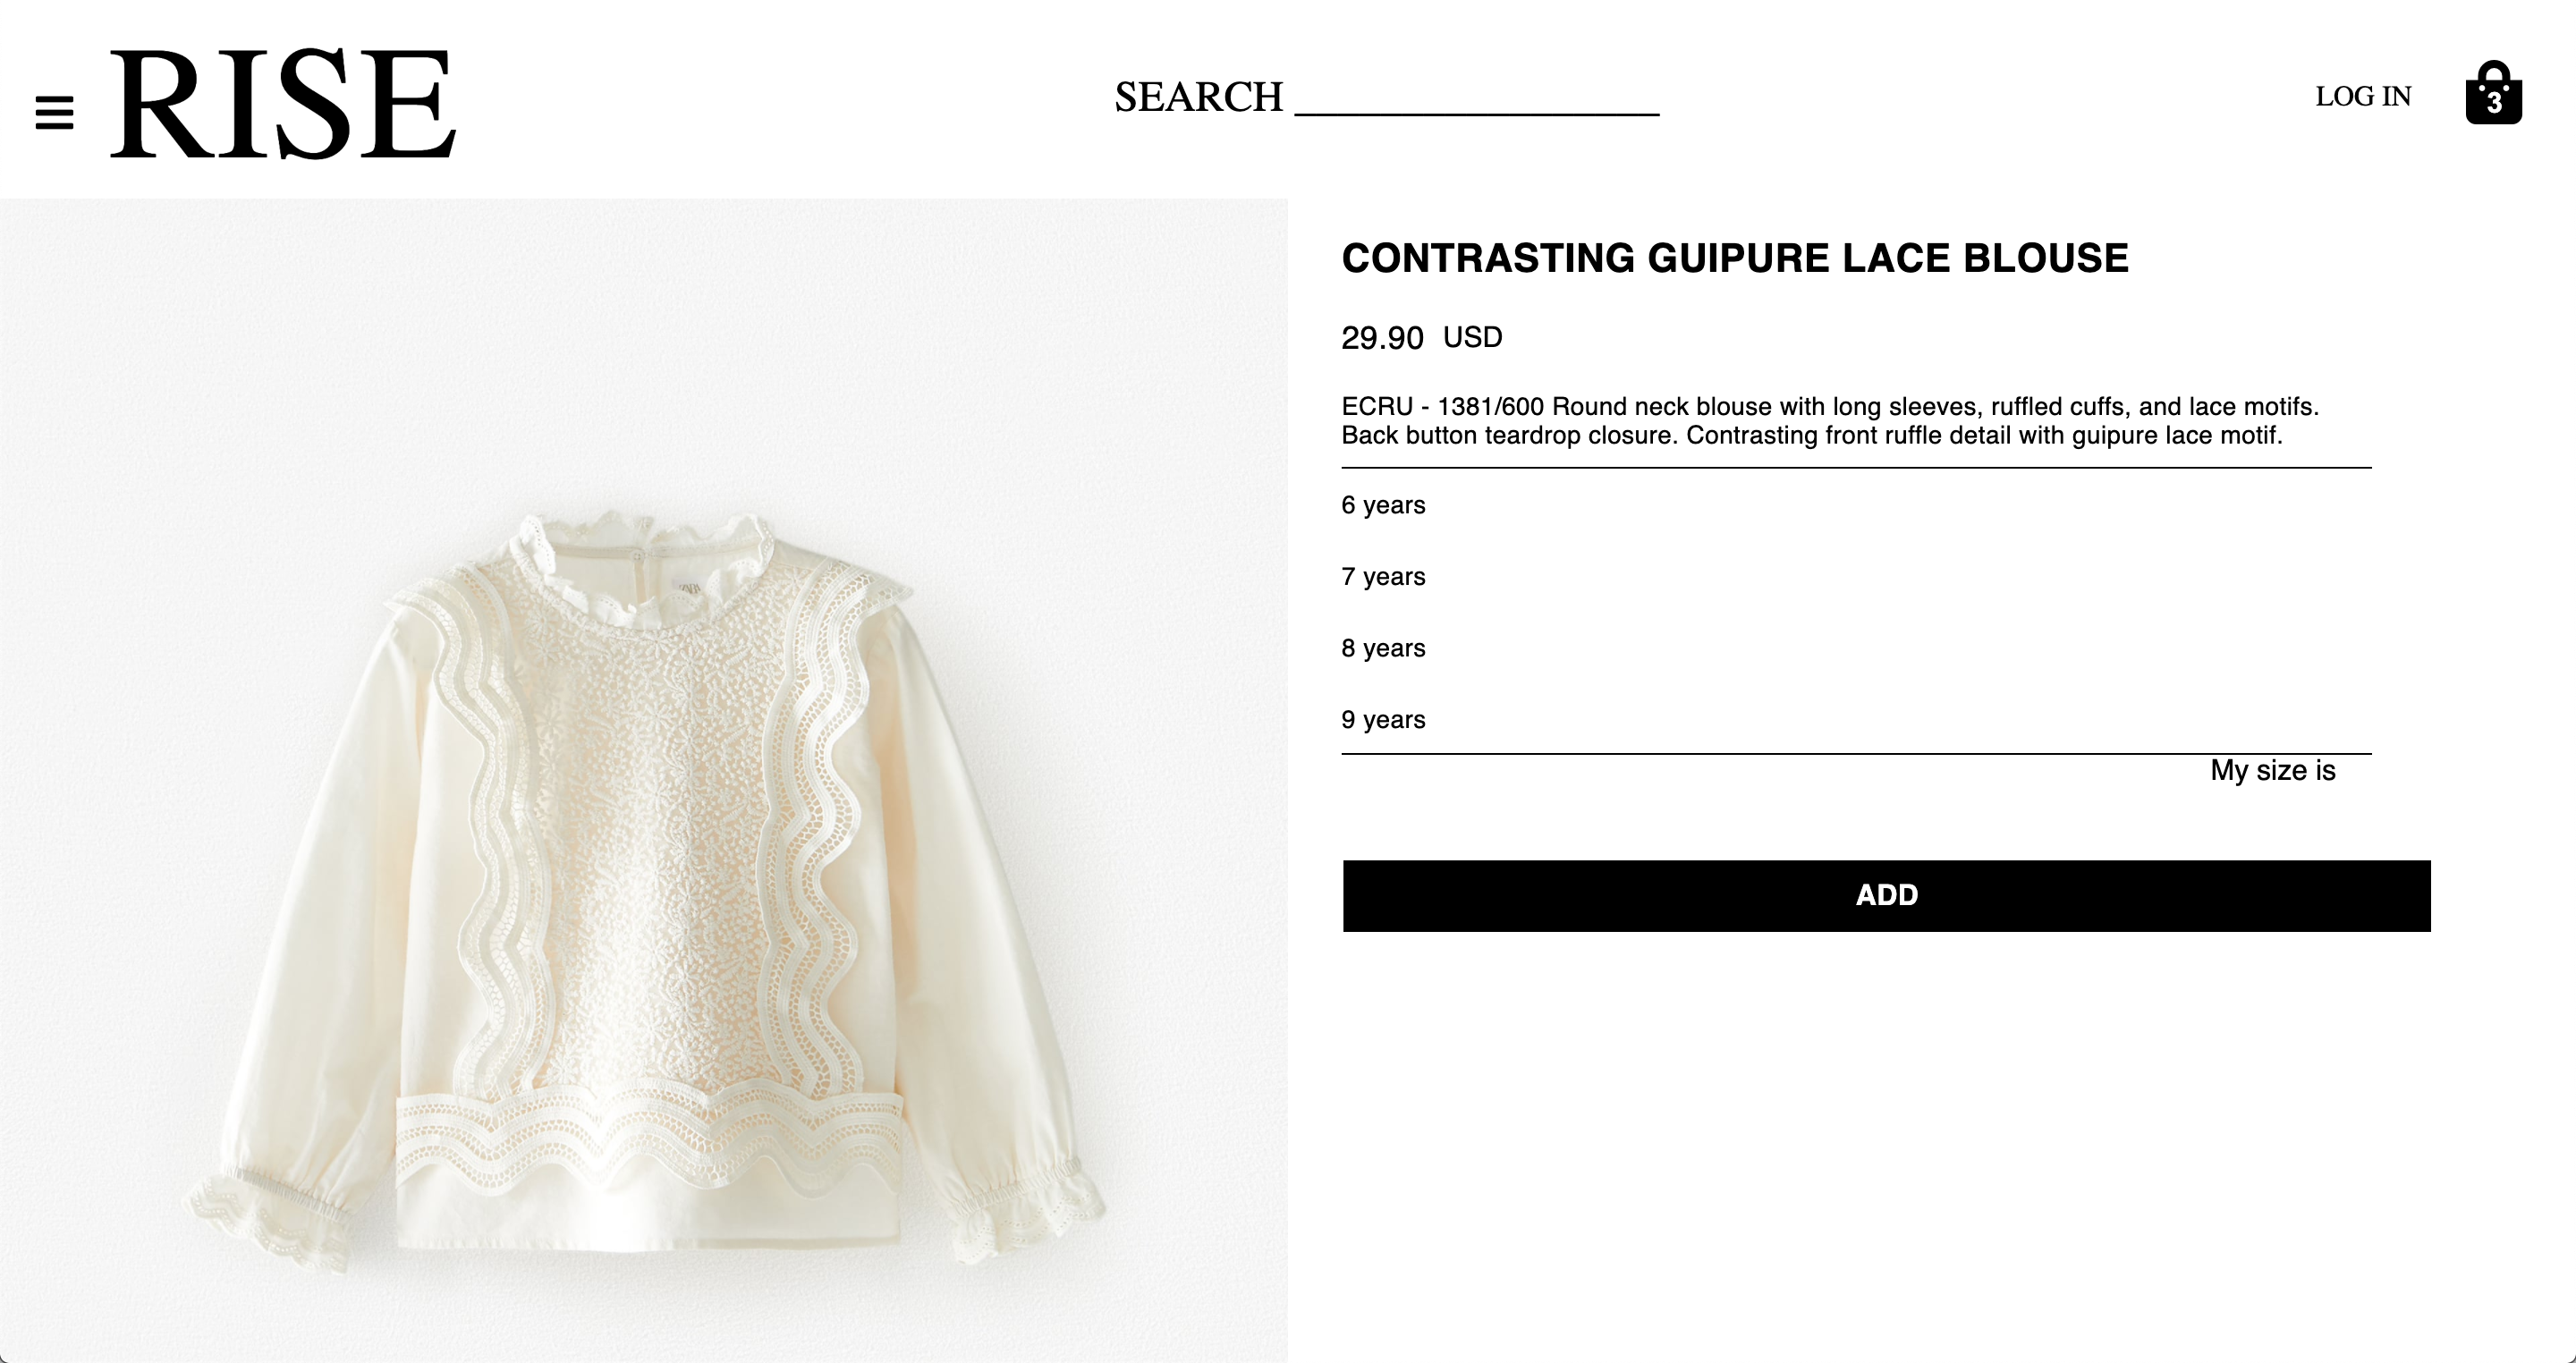 RISE
SEARCH
LOG IN
3
CONTRASTING GUIPURE LACE BLOUSE
29.90 USD
ECRU - 1381/600 Round neck blouse with long sleeves, ruffled cuffs, and lace motifs.
Back button teardrop closure. Contrasting front ruffle detail with guipure lace motif.
6 years
7 years
8 years
9 years
My size is
ADD